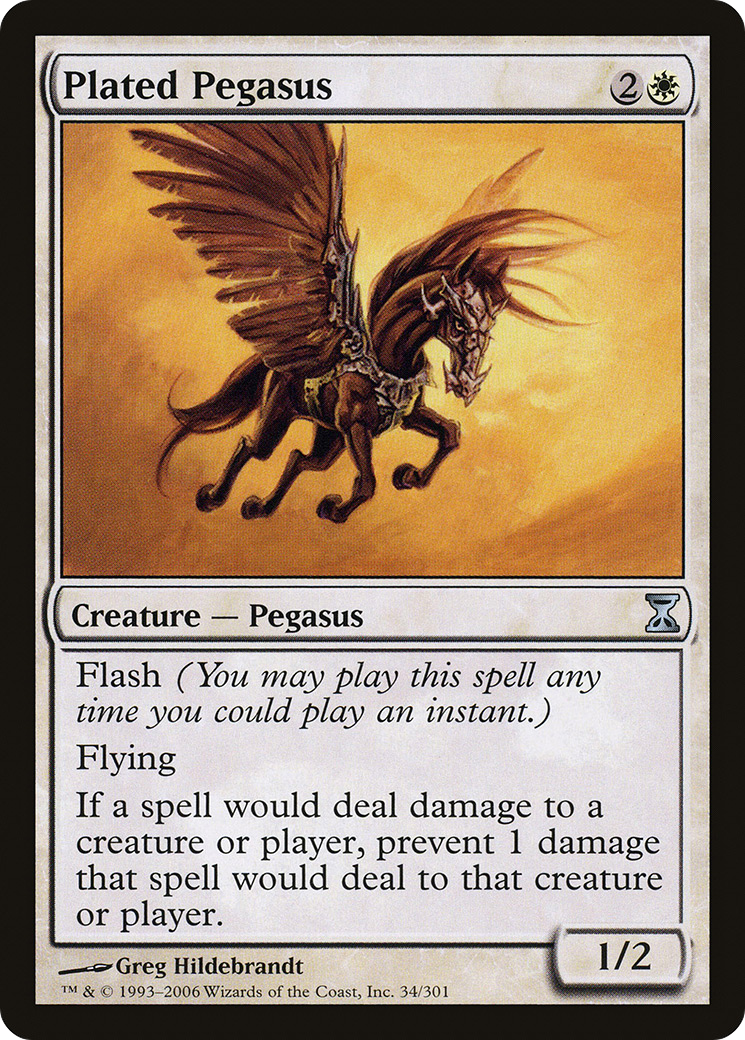 Plated Pegasus 2
Creature — Pegasus
Flash (You may play this spell any
time you could play an instant.)
Flying
If a spell would deal damage to a
creature or player, prevent 1 damage
that spell would deal to that creature
or player.
1/2
Greg Hildebrandt
™ & © 1993–2006 Wizards of the Coast, Inc. 34/301